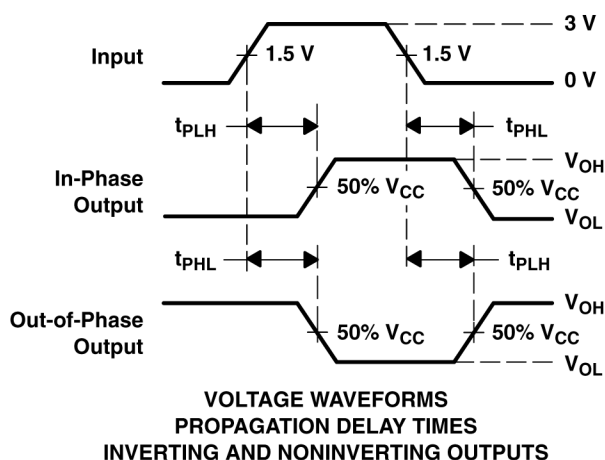 3 V
Input
1.5 V
1.5 V
0 V
tPLH
tPHL
VOH
In-Phase
Output
50% VCC
50% VCC
VOL
tPHL
tPLH
VOH
Out-of-Phase
Output
50% VCC
50% VCC
VOL
VOLTAGE WAVEFORMS
PROPAGATION DELAY TIMES
INVERTING AND NONINVERTING OUTPUTS